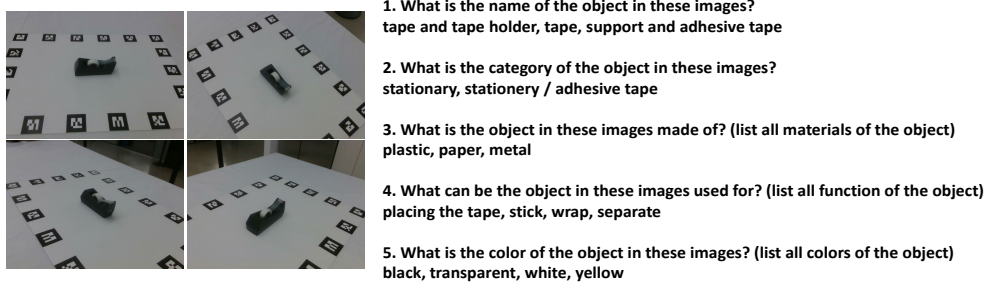 1. What is the name of the object in these images?
tape and tape holder, tape, support and adhesive tape
2. What is the category of the object in these images?
stationary, stationery / adhesive tape
3. What is the object in these images made of? (list all materials of the object)
plastic, paper, metal
4. What can be the object in these images used for? (list all function of the object)
placing the tape, stick, wrap, separate
5. What is the color of the object in these images? (list all colors of the object)
black, transparent, white, yellow